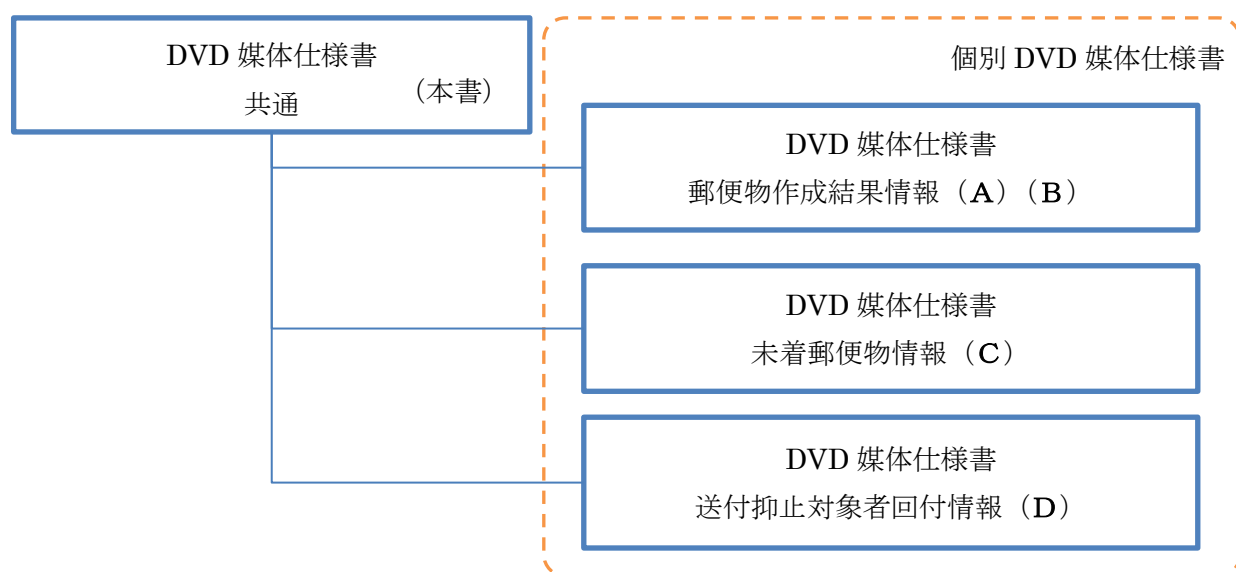 DVD 媒体仕様書
共通
（本書）
個別 DVD 媒体仕様書
DVD 媒体仕様書
郵便物作成結果情報（A）（B）
DVD 媒体仕様書
未着郵便物情報（C）
DVD 媒体仕様書
送付抑止対象者回付情報（D）